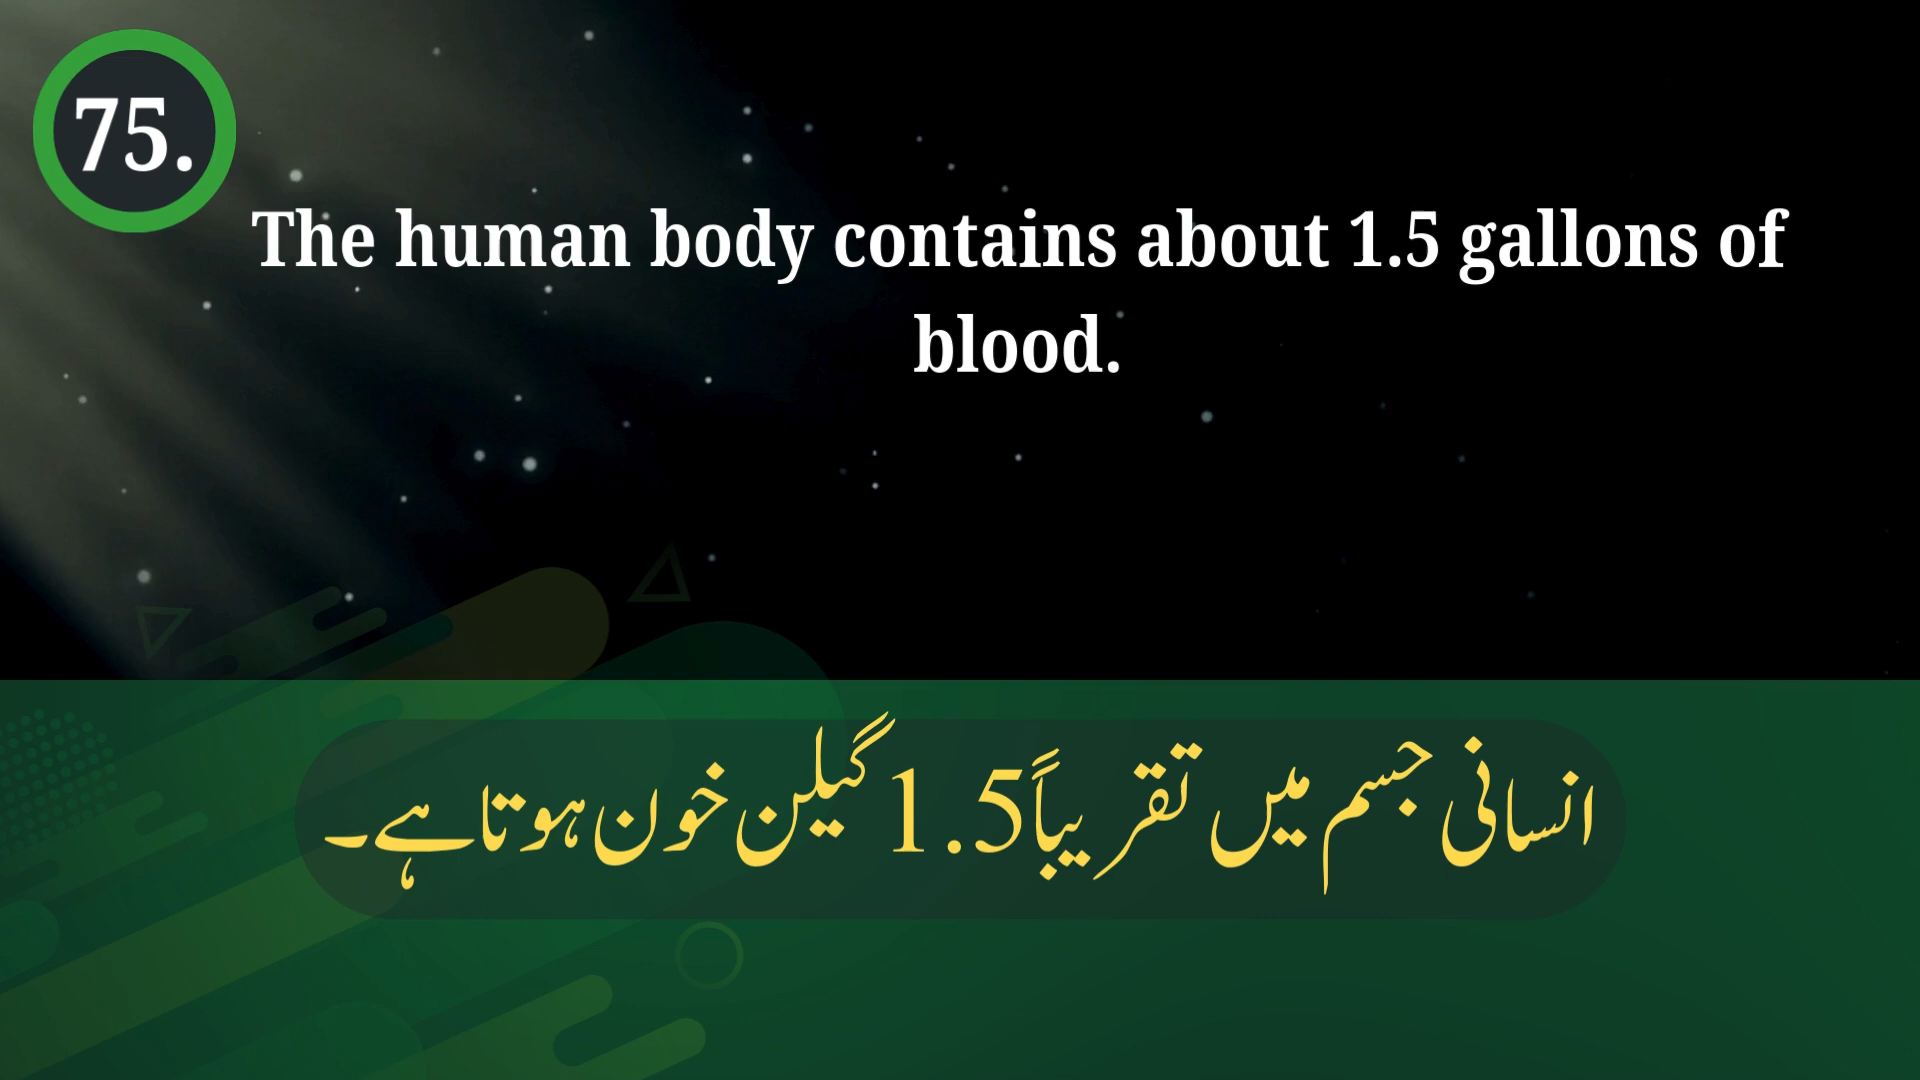 75.
The human body contains about 1.5 gallons of
blood.
انسانی جسم میں تقریباً 1.5 گیلن خون ہوتا ہے۔